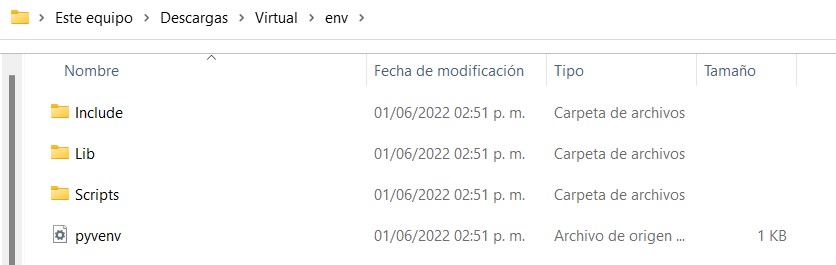 Este equipo > Descargas > Virtual > env >
Nombre Fecha de modificación Tipo Tamaño
Include 01/06/2022 02:51 p. m. Carpeta de archivos
Lib 01/06/2022 02:51 p. m. Carpeta de archivos
Scripts 01/06/2022 02:51 p. m. Carpeta de archivos
pyvenv 01/06/2022 02:51 p. m. Archivo de origen ... 1 KB